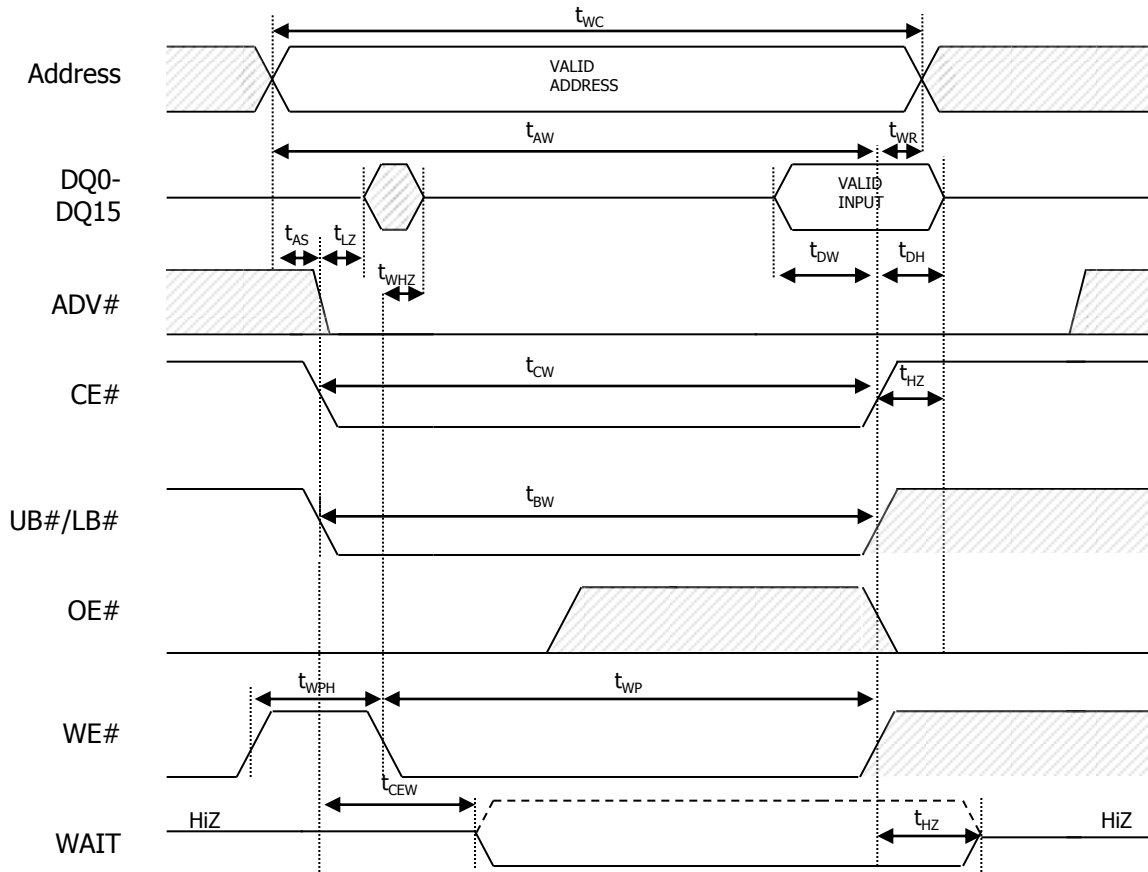 tWC
Address
VALID
ADDRESS
tAW
tWR
DQ0-
DQ15
VALID
INPUT
tAS
tLZ
tWHZ
tDW
tDH
ADV#
tCW
tHZ
CE#
tBW
UB#/LB#
OE#
tWPH
tWP
WE#
tCEW
HiZ
tHZ
HiZ
WAIT